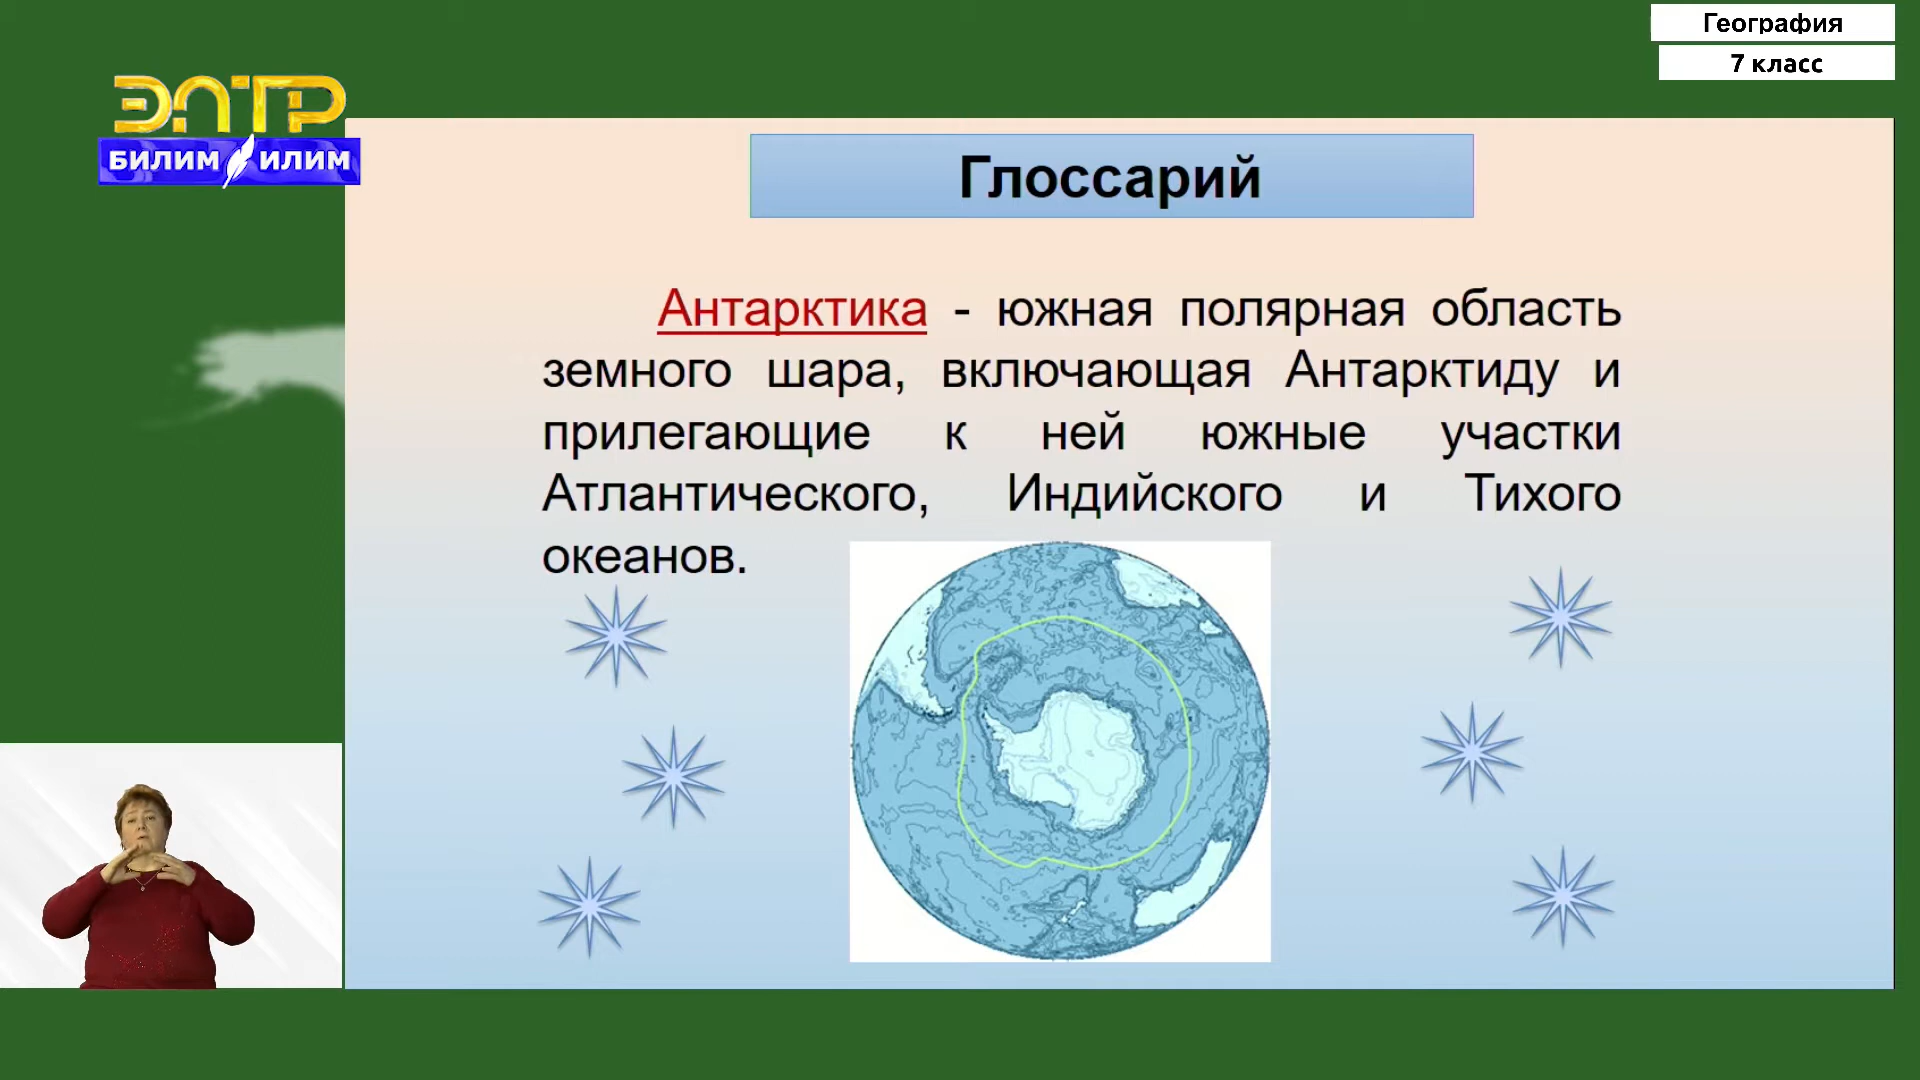 География
7 класс
ЭЛТР
БИЛИМ ИЛИМ
Глоссарий
Антарктика - южная полярная область
земного шара, включающая Антарктиду и
прилегающие к ней южные участки
Атлантического, Индийского и Тихого
океанов.